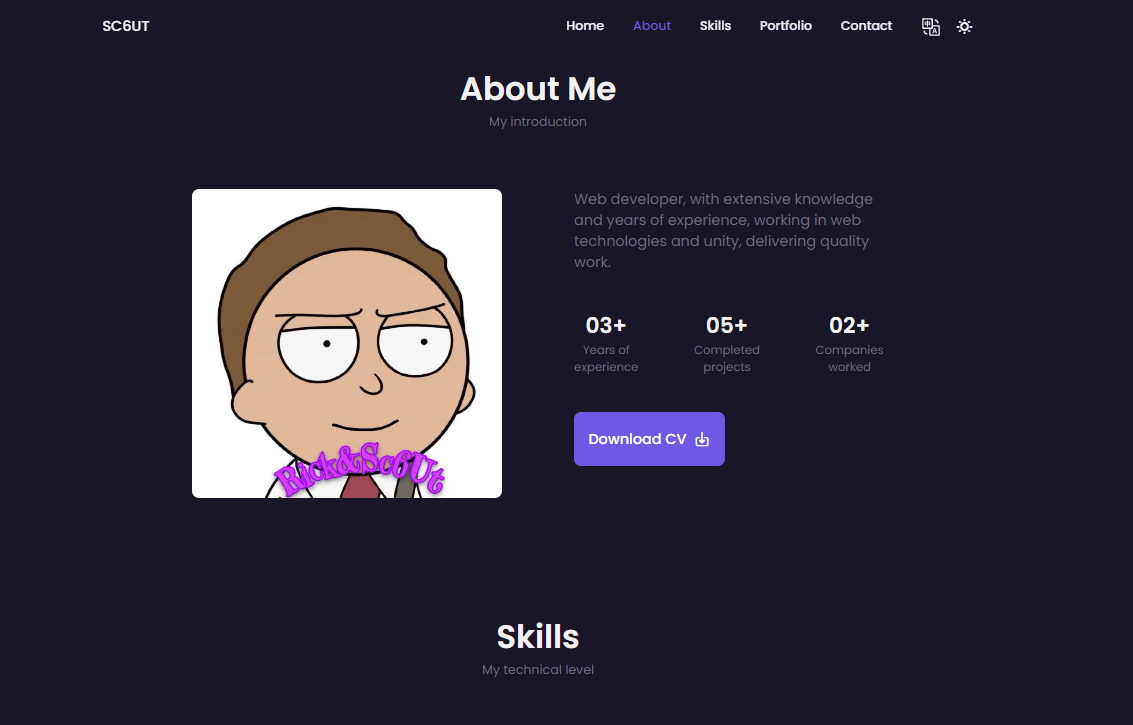 SC6UT
Home
About
Skills
Portfolio
Contact
About Me
My introduction
Rick&Sc6Ut
Web developer, with extensive knowledge
and years of experience, working in web
technologies and unity, delivering quality
work.
03+
Years of
experience
05+
Completed
projects
02+
Companies
worked
Download CV
Skills
My technical level